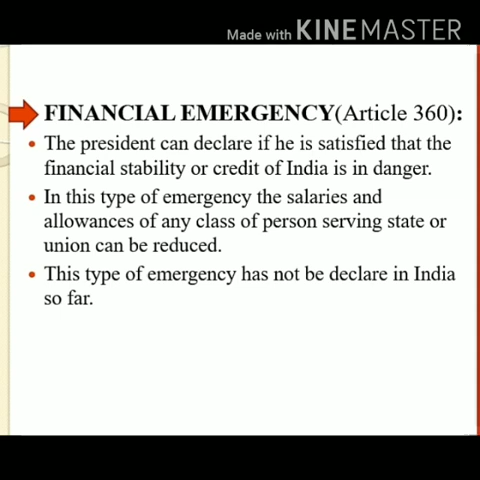 Made with KINEMASTER
FINANCIAL EMERGENCY(Article 360):
• The president can declare if he is satisfied that the
financial stability or credit of India is in danger.
• In this type of emergency the salaries and
allowances of any class of person serving state or
union can be reduced.
• This type of emergency has not be declare in India
so far.